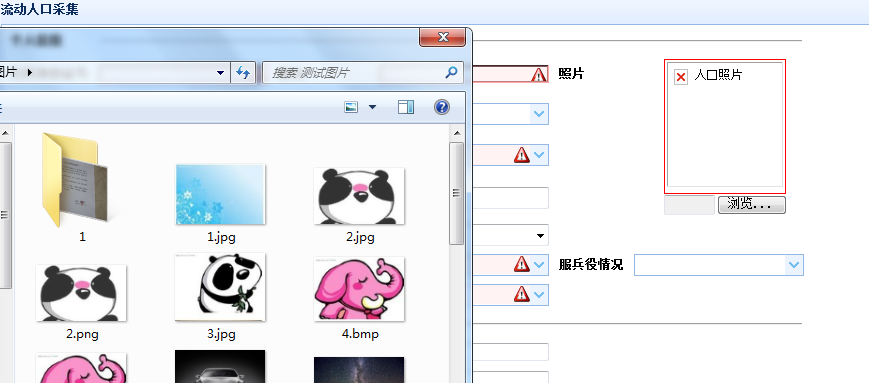 流动人口采集
图片
搜索 测试图片
照片
人口照片
浏览...
1
1.jpg
2.jpg
服兵役情况
2.png
3.jpg
4.bmp